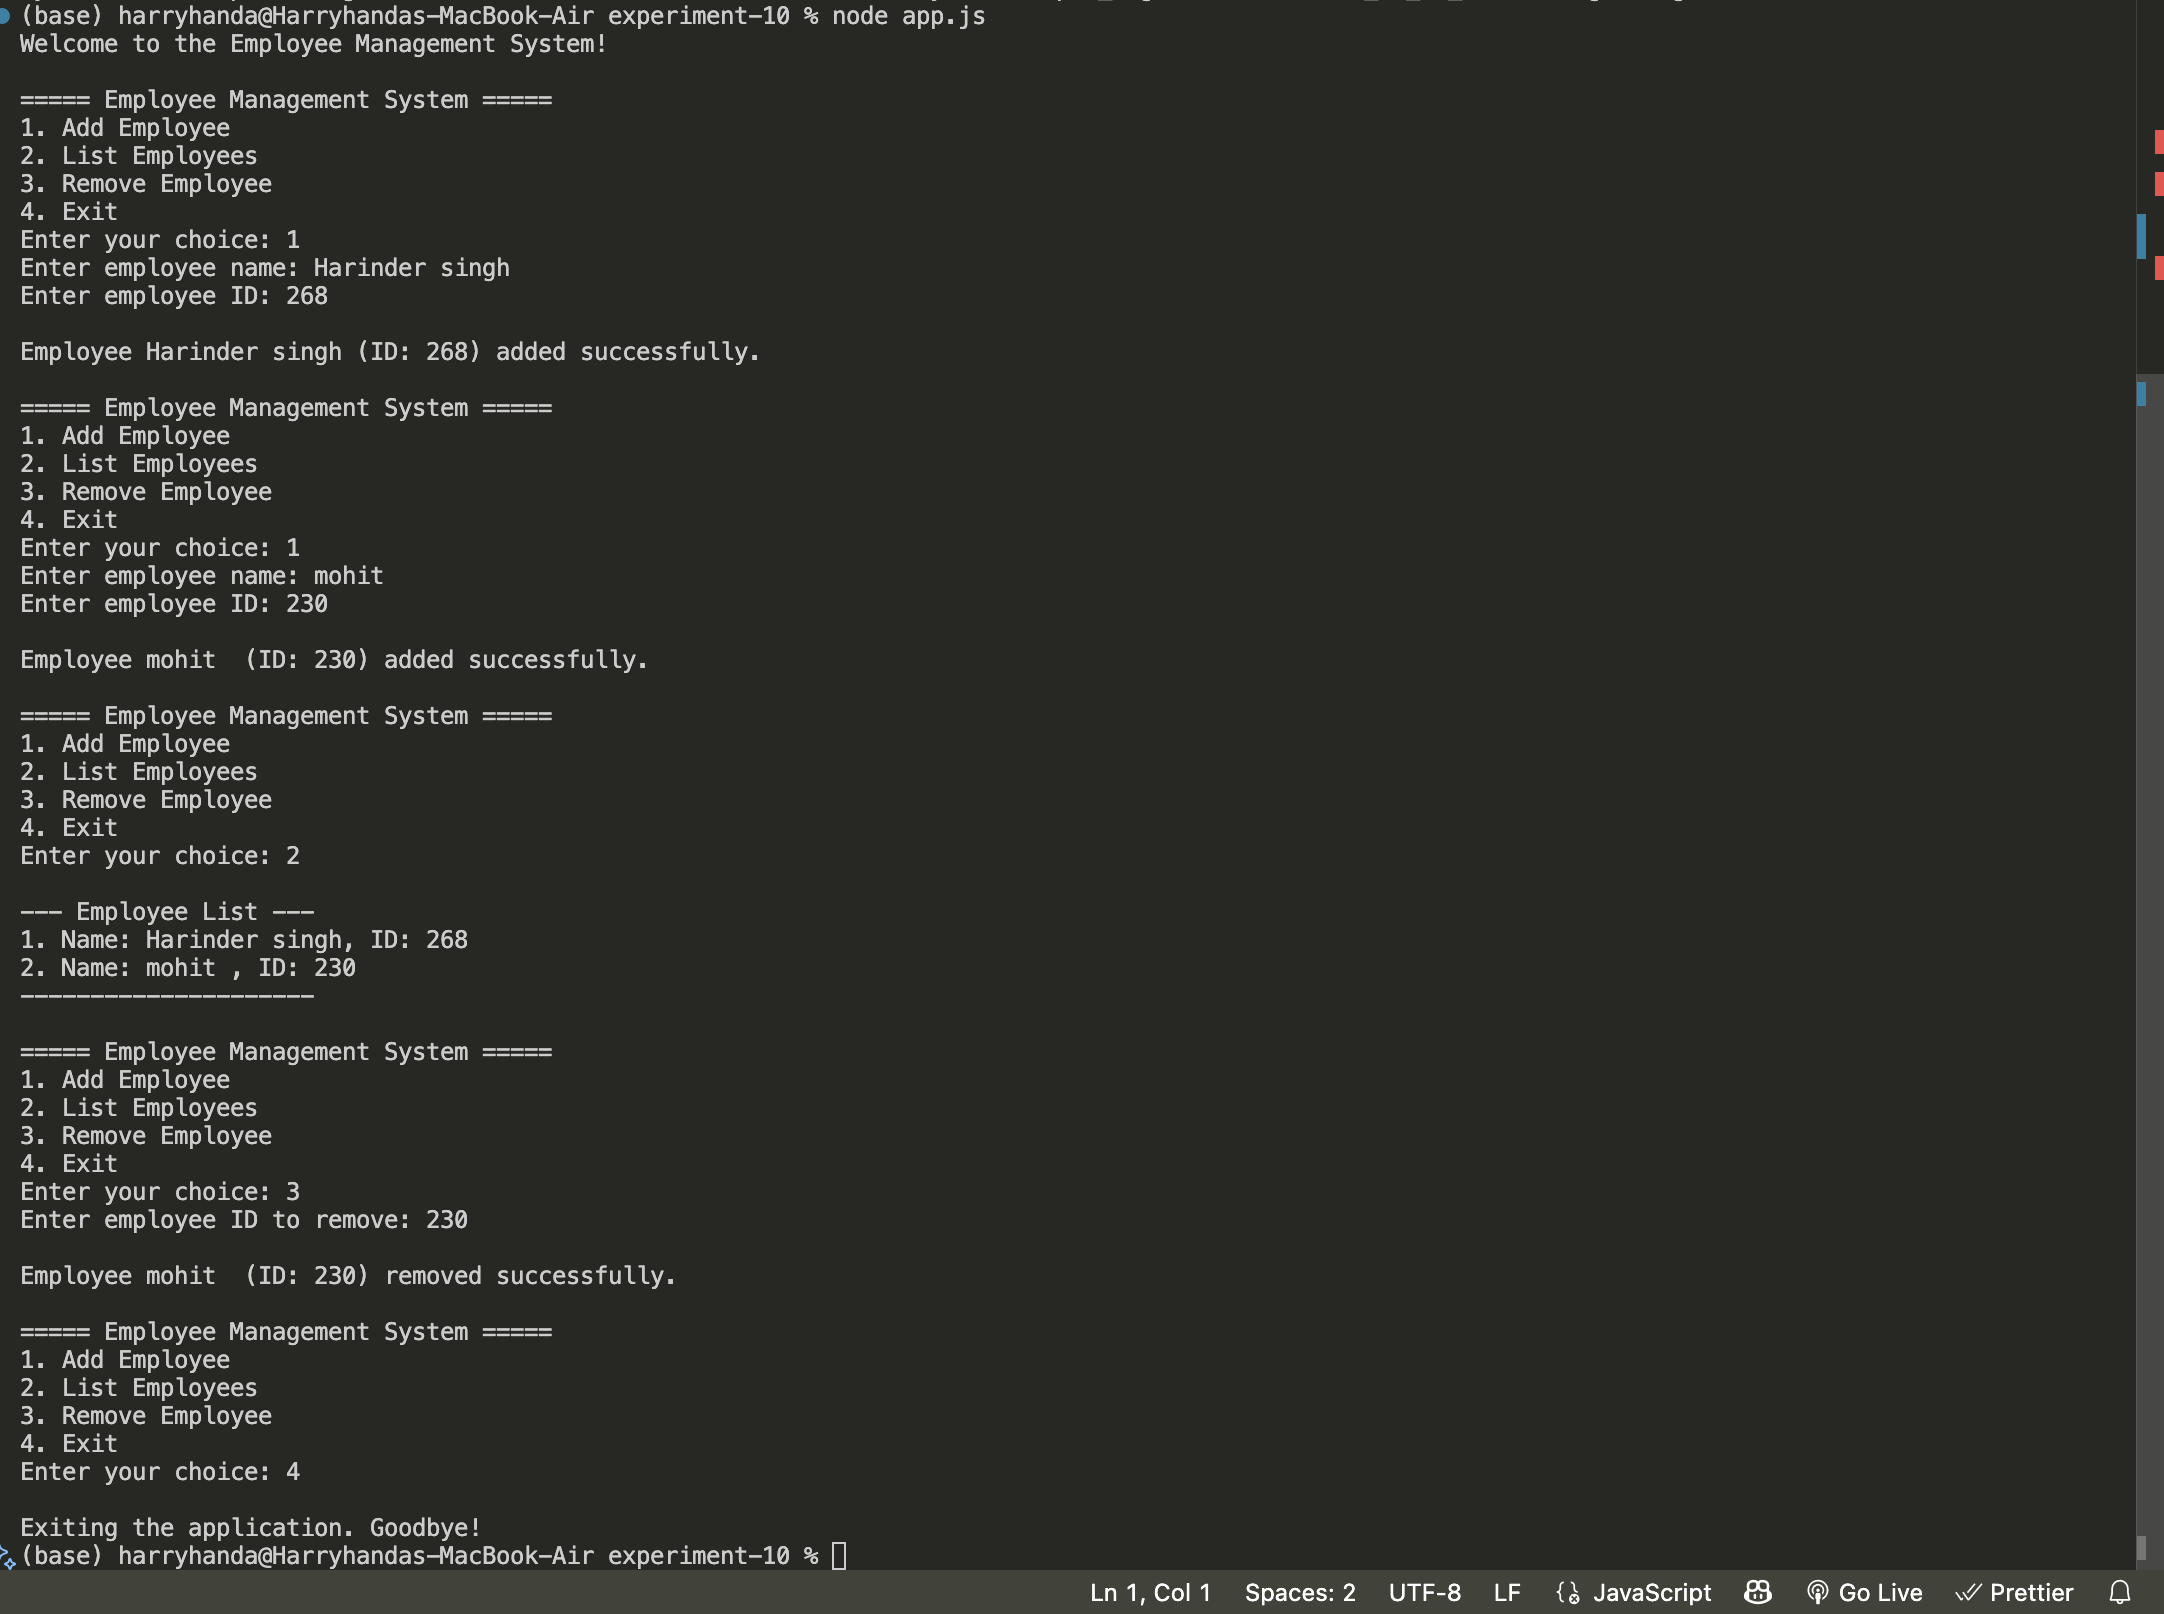 (base) harryhanda@Harryhandas-MacBook-Air experiment-10 % node app.js
Welcome to the Employee Management System!

===== Employee Management System =====
1. Add Employee
2. List Employees
3. Remove Employee
4. Exit
Enter your choice: 1
Enter employee name: Harinder singh
Enter employee ID: 268

Employee Harinder singh (ID: 268) added successfully.

===== Employee Management System =====
1. Add Employee
2. List Employees
3. Remove Employee
4. Exit
Enter your choice: 1
Enter employee name: mohit
Enter employee ID: 230

Employee mohit  (ID: 230) added successfully.

===== Employee Management System =====
1. Add Employee
2. List Employees
3. Remove Employee
4. Exit
Enter your choice: 2

--- Employee List ---
1. Name: Harinder singh, ID: 268
2. Name: mohit , ID: 230
---------------------

===== Employee Management System =====
1. Add Employee
2. List Employees
3. Remove Employee
4. Exit
Enter your choice: 3
Enter employee ID to remove: 230

Employee mohit  (ID: 230) removed successfully.

===== Employee Management System =====
1. Add Employee
2. List Employees
3. Remove Employee
4. Exit
Enter your choice: 4

Exiting the application. Goodbye!
(base) harryhanda@Harryhandas-MacBook-Air experiment-10 %
Ln 1, Col 1 Spaces: 2 UTF-8 LF JavaScript Go Live Prettier